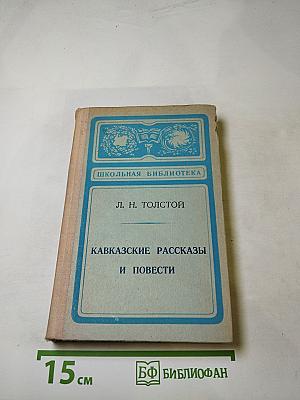 ШКОЛЬНАЯ БИБЛИОТЕКА
Л. Н. ТОЛСТОЙ
КАВКАЗСКИЕ РАССКАЗЫ
И ПОВЕСТИ
15 см
БФ БИБЛИОФАН